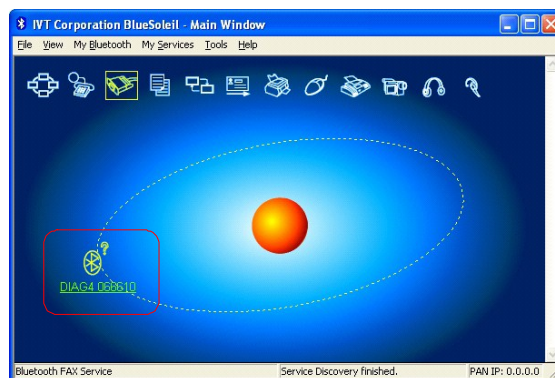 IVT Corporation BlueSoleil - Main Window
File View My Bluetooth My Services Tools Help
?
DIAG4 068610
Bluetooth FAX Service Service Discovery finished. PAN IP: 0.0.0.0